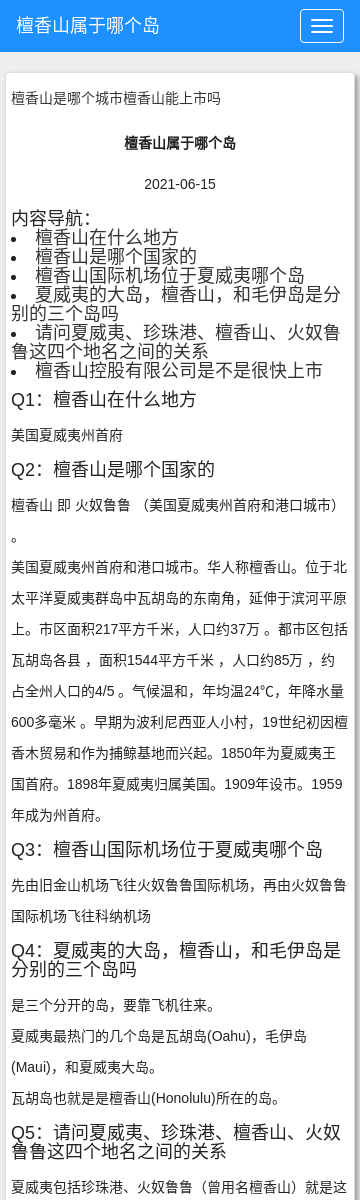 檀香山属于哪个岛
檀香山是哪个城市檀香山能上市吗
檀香山属于哪个岛
2021-06-15
内容导航：
• 檀香山在什么地方
• 檀香山是哪个国家的
• 檀香山国际机场位于夏威夷哪个岛
• 夏威夷的大岛，檀香山，和毛伊岛是分
别的三个岛吗
• 请问夏威夷、珍珠港、檀香山、火奴鲁
鲁这四个地名之间的关系
• 檀香山控股有限公司是不是很快上市
Q1：檀香山在什么地方
美国夏威夷州首府
Q2：檀香山是哪个国家的
檀香山 即 火奴鲁鲁 （美国夏威夷州首府和港口城市）
。
美国夏威夷州首府和港口城市。华人称檀香山。位于北
太平洋夏威夷群岛中瓦胡岛的东南角，延伸于滨河平原
上。市区面积217平方千米，人口约37万 。都市区包括
瓦胡岛各县 ，面积1544平方千米 ，人口约85万 ，约
占全州人口的4/5 。气候温和，年均温24℃，年降水量
600多毫米 。早期为波利尼西亚人小村，19世纪初因檀
香木贸易和作为捕鲸基地而兴起。1850年为夏威夷王
国首府。1898年夏威夷归属美国。1909年设市。1959
年成为州首府。
Q3：檀香山国际机场位于夏威夷哪个岛
先由旧金山机场飞往火奴鲁鲁国际机场，再由火奴鲁鲁
国际机场飞往科纳机场
Q4：夏威夷的大岛，檀香山，和毛伊岛是
分别的三个岛吗
是三个分开的岛，要靠飞机往来。
夏威夷最热门的几个岛是瓦胡岛(Oahu)，毛伊岛
(Maui)，和夏威夷大岛。
瓦胡岛也就是是檀香山(Honolulu)所在的岛。
Q5：请问夏威夷、珍珠港、檀香山、火奴
鲁鲁这四个地名之间的关系
夏威夷包括珍珠港、火奴鲁鲁（曾用名檀香山）就是这